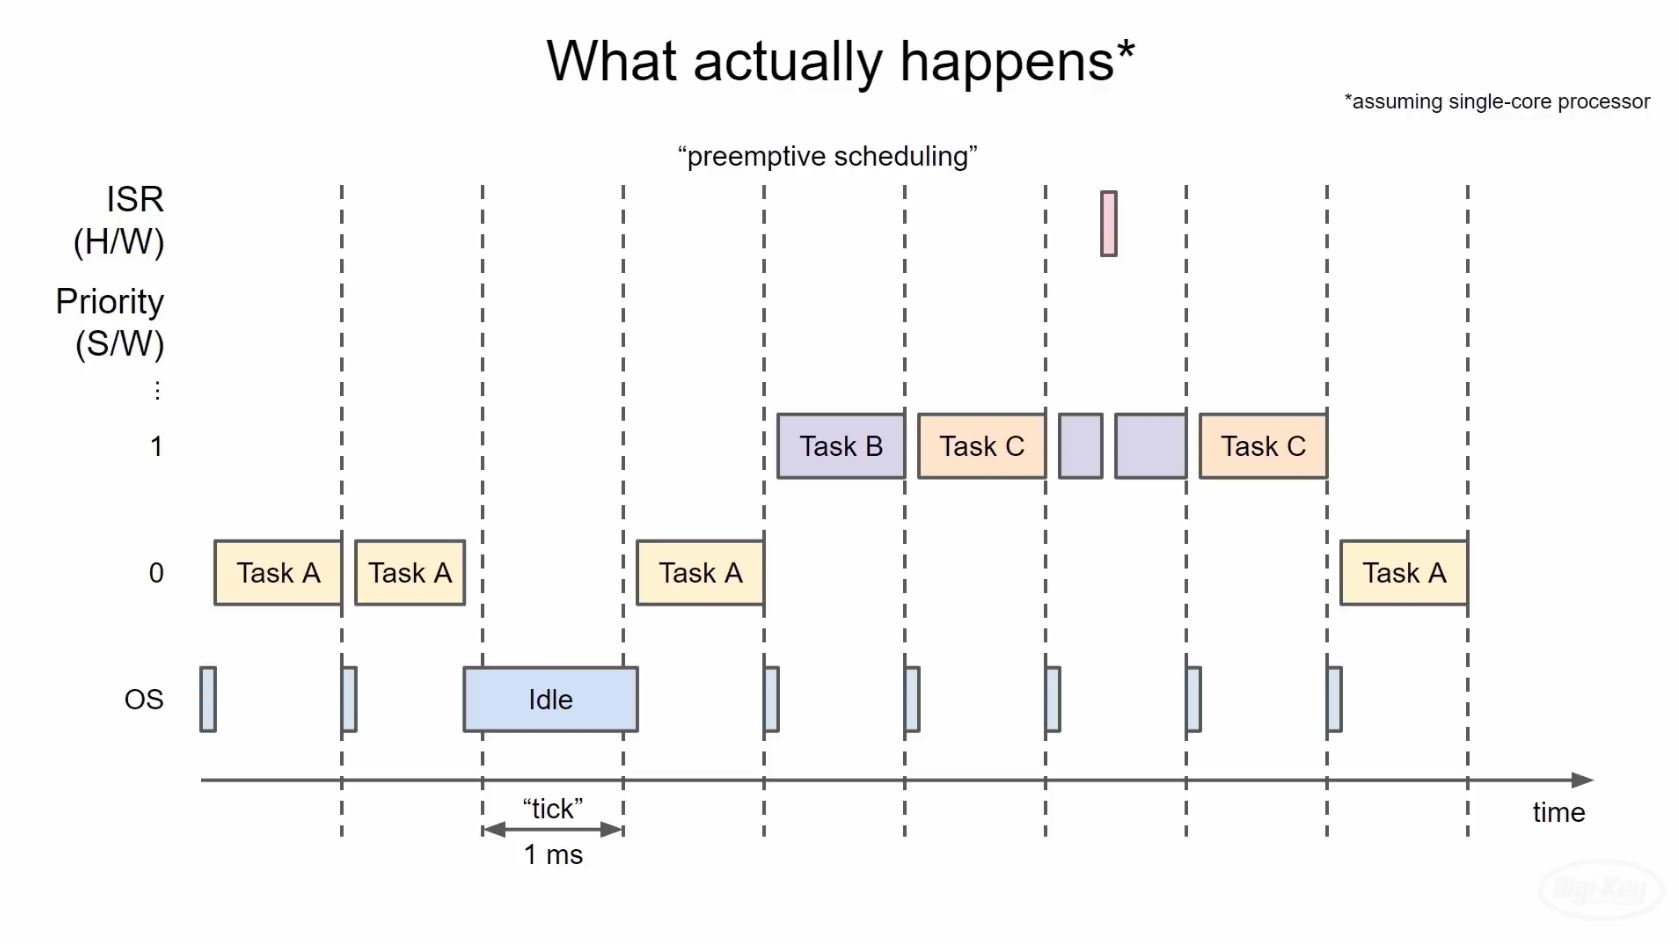 What actually happens*
*assuming single-core processor
“preemptive scheduling”
ISR
(H/W)
Priority
(S/W)
⋮
1
Task B
Task C
Task C
0
Task A
Task A
Task A
Task A
OS
Idle
“tick”
1 ms
time
Digi-Key